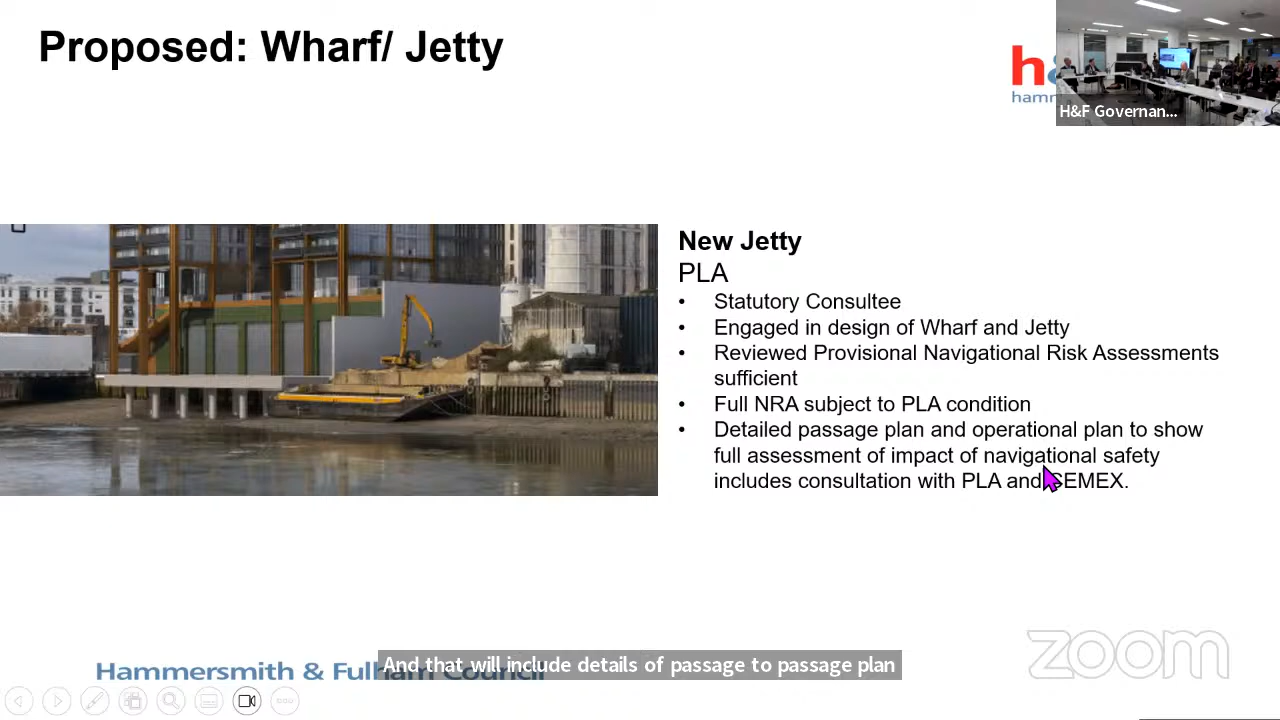 Proposed: Wharf/ Jetty
H&F Governan...
New Jetty
PLA
• Statutory Consultee
• Engaged in design of Wharf and Jetty
• Reviewed Provisional Navigational Risk Assessments
sufficient
• Full NRA subject to PLA condition
• Detailed passage plan and operational plan to show
full assessment of impact of navigational safety
includes consultation with PLA and CEMEX.
zoom
And that will include details of passage to passage plan
Hammersmith & Fulham Council